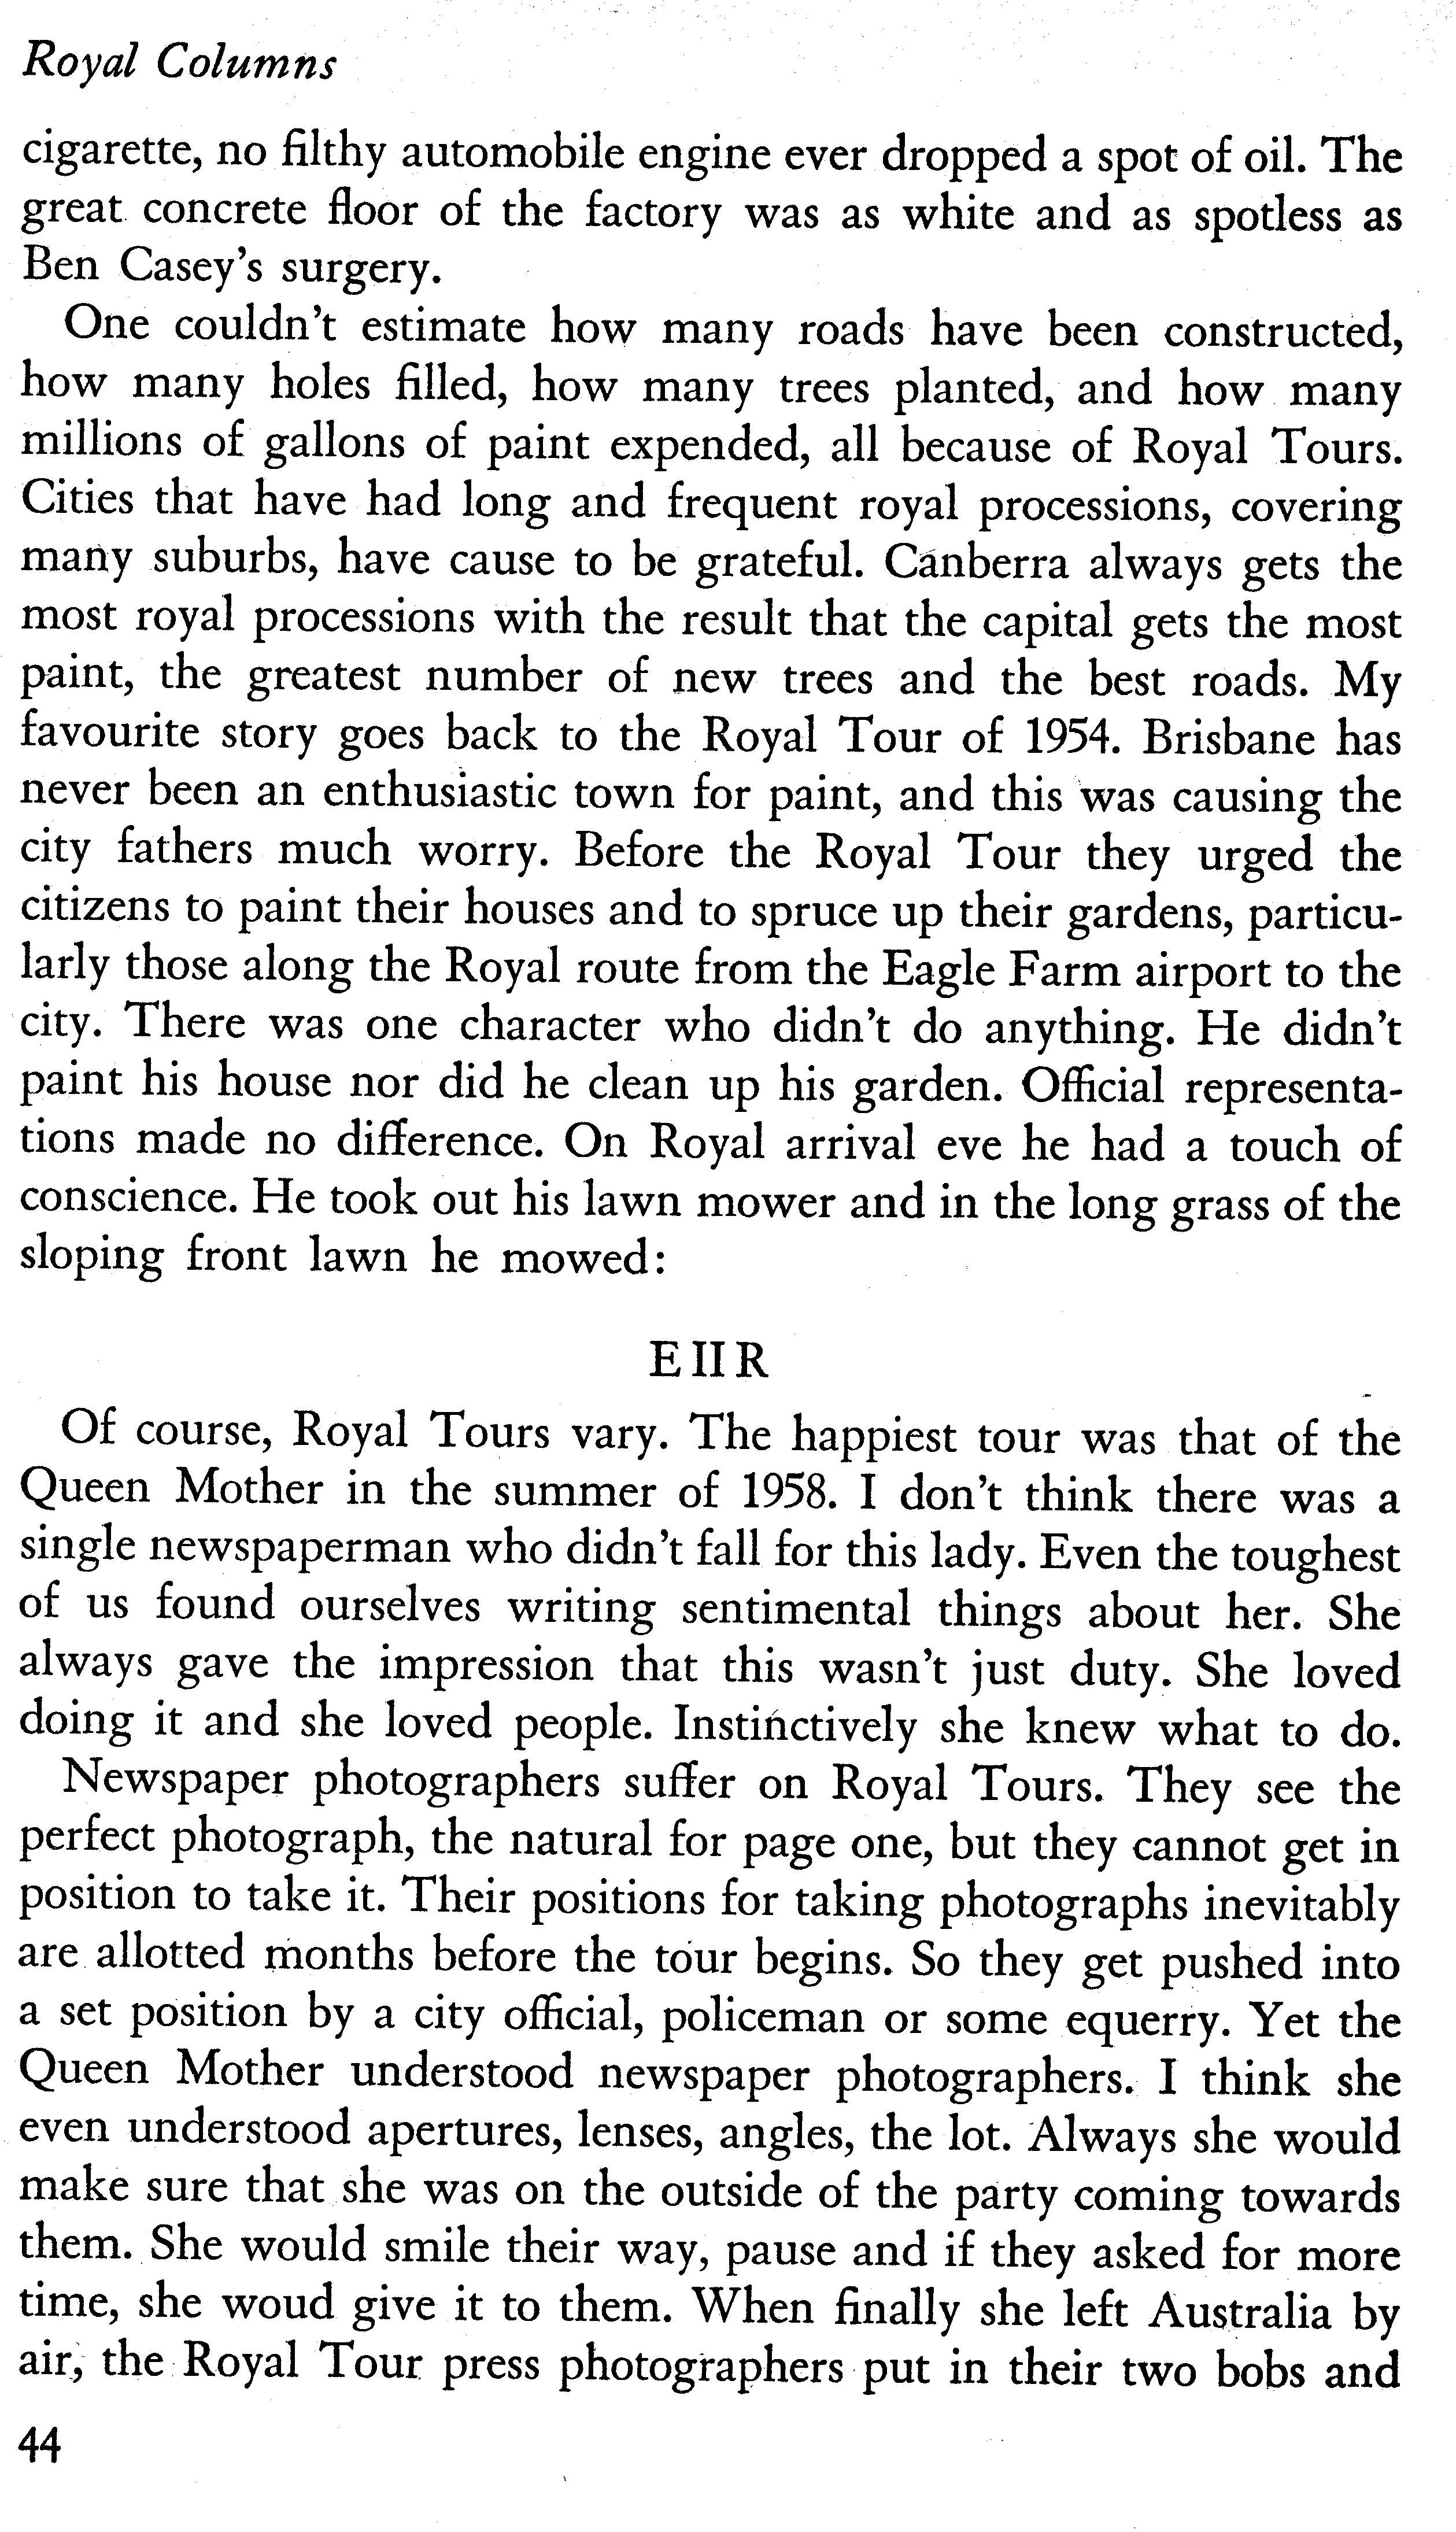 Royal Columns
cigarette, no filthy automobile engine ever dropped a spot of oil. The
great concrete floor of the factory was as white and as spotless as
Ben Casey's surgery.
One couldn't estimate how many roads have been constructed,
how many holes filled, how many trees planted, and how many
millions of gallons of paint expended, all because of Royal Tours.
Cities that have had long and frequent royal processions, covering
many suburbs, have cause to be grateful. Canberra always gets the
most royal processions with the result that the capital gets the most
paint, the greatest number of new trees and the best roads. My
favourite story goes back to the Royal Tour of 1954. Brisbane has
never been an enthusiastic town for paint, and this was causing the
city fathers much worry. Before the Royal Tour they urged the
citizens to paint their houses and to spruce up their gardens, particu-
larly those along the Royal route from the Eagle Farm airport to the
city. There was one character who didn't do anything. He didn't
paint his house nor did he clean up his garden. Official representa-
tions made no difference. On Royal arrival eve he had a touch of
conscience. He took out his lawn mower and in the long grass of the
sloping front lawn he mowed:
E II R
Of course, Royal Tours vary. The happiest tour was that of the
Queen Mother in the summer of 1958. I don't think there was a
single newspaperman who didn't fall for this lady. Even the toughest
of us found ourselves writing sentimental things about her. She
always gave the impression that this wasn't just duty. She loved
doing it and she loved people. Instinctively she knew what to do.
Newspaper photographers suffer on Royal Tours. They see the
perfect photograph, the natural for page one, but they cannot get in
position to take it. Their positions for taking photographs inevitably
are allotted months before the tour begins. So they get pushed into
a set position by a city official, policeman or some equerry. Yet the
Queen Mother understood newspaper photographers. I think she
even understood apertures, lenses, angles, the lot. Always she would
make sure that she was on the outside of the party coming towards
them. She would smile their way, pause and if they asked for more
time, she woud give it to them. When finally she left Australia by
air, the Royal Tour press photographers put in their two bobs and
44